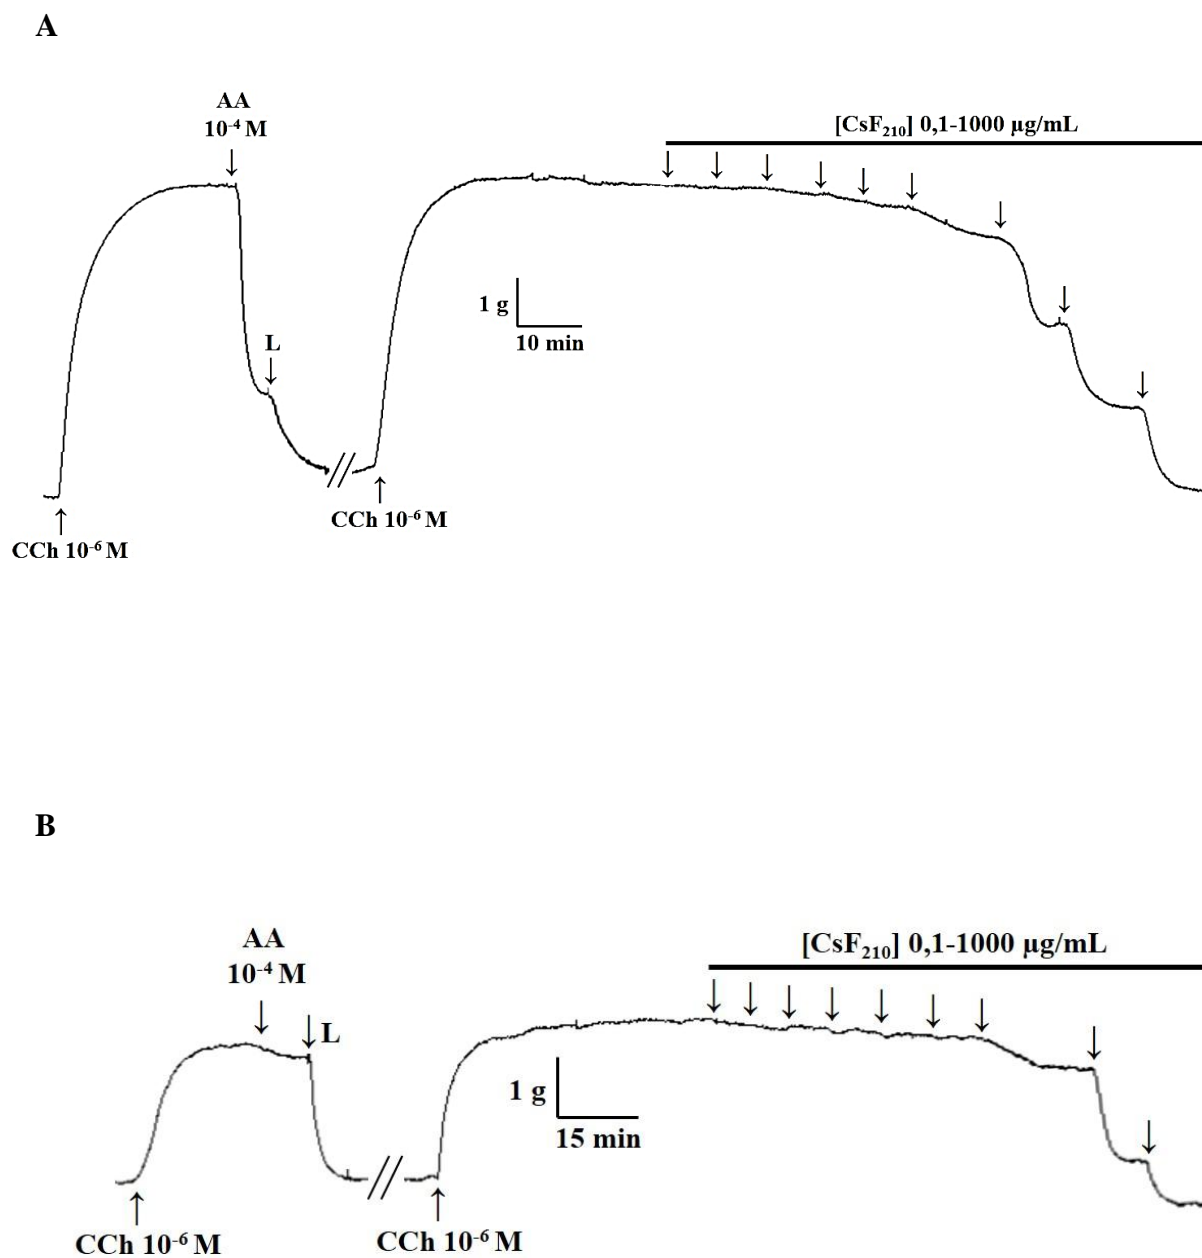 A
AA
10⁻⁴ M
[CsF₂₁₀] 0,1-1000 µg/mL
1 g
10 min
L
CCh 10⁻⁶ M
CCh 10⁻⁶ M
B
AA
10⁻⁴ M
[CsF₂₁₀] 0,1-1000 µg/mL
L
1 g
15 min
CCh 10⁻⁶ M
CCh 10⁻⁶ M